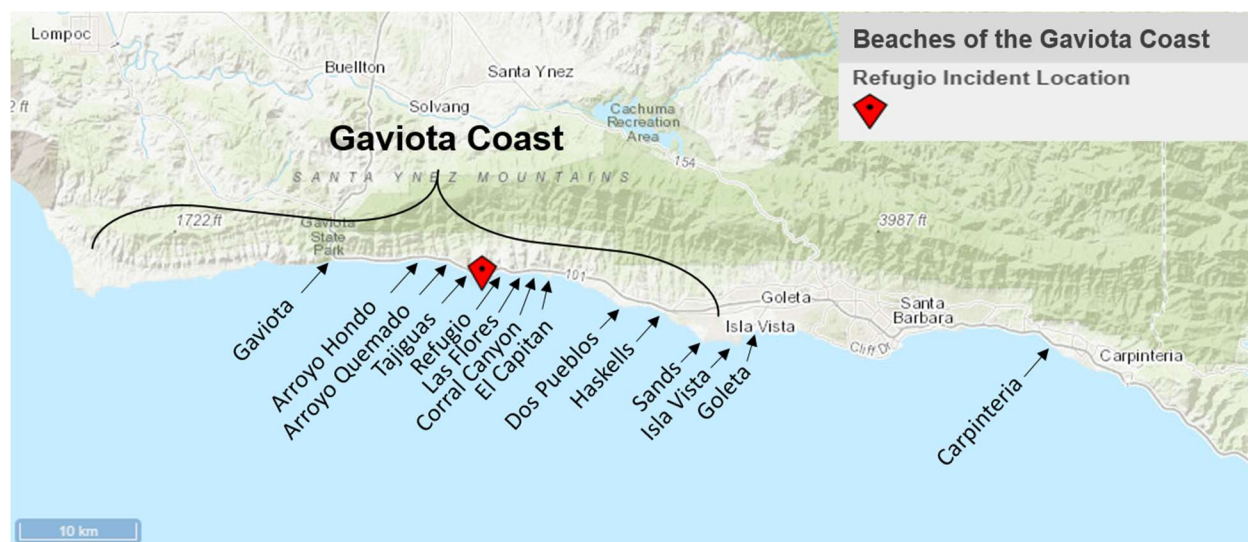 Beaches of the Gaviota Coast
Refugio Incident Location
Lompoc
Buellton
Santa Ynez
2 ft
Solvang
Cachuma
Recreation
Area
Gaviota Coast
154
SANTA YNEZ MOUNTAINS
1722 ft
3987 ft
Gaviota
State
Park
101
Goleta
Santa
Barbara
Isla Vista
Cliff Dr
Carpinteria
Gaviota
Arroyo Hondo
Arroyo Quemado
Tajiguas
Refugio
Las Flores
Corral Canyon
El Capitan
Dos Pueblos
Haskells
Sands
Isla Vista
Goleta
Carpinteria
10 km